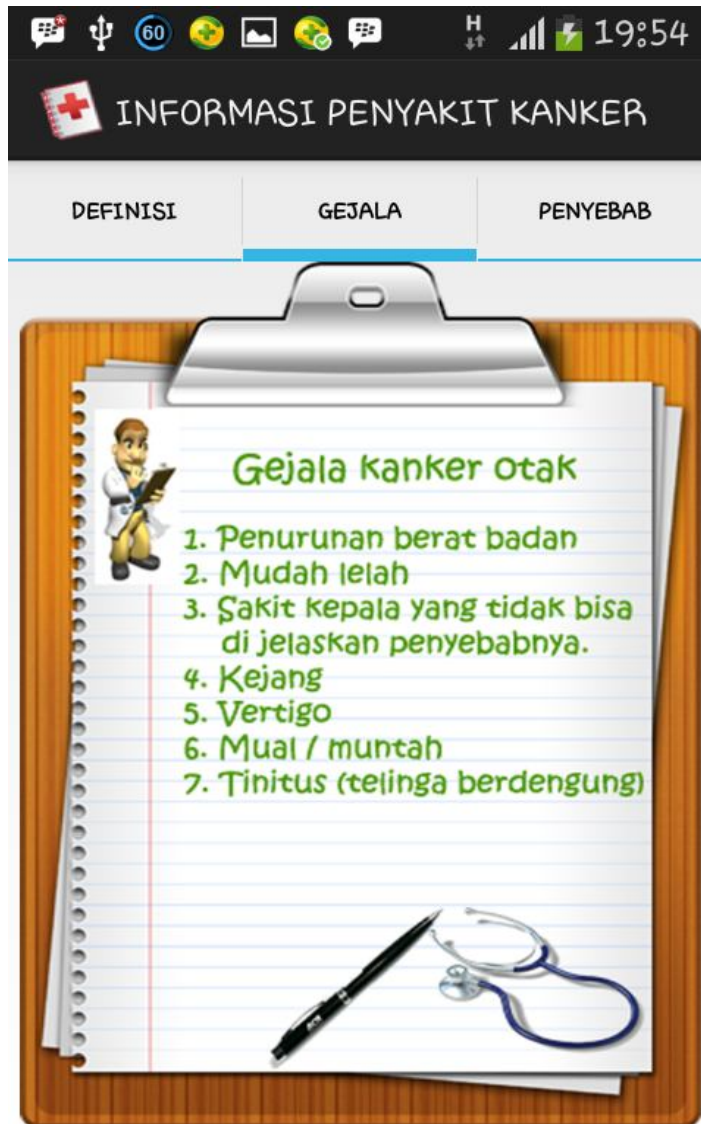 60
H
19:54
INFORMASI PENYAKIT KANKER
DEFINISI
GEJALA
PENYEBAB
Gejala kanker otak
1. Penurunan berat badan
2. Mudah lelah
3. Sakit kepala yang tidak bisa
di jelaskan penyebabnya.
4. Kejang
5. Vertigo
6. Mual / muntah
7. Tinitus (telinga berdengung)